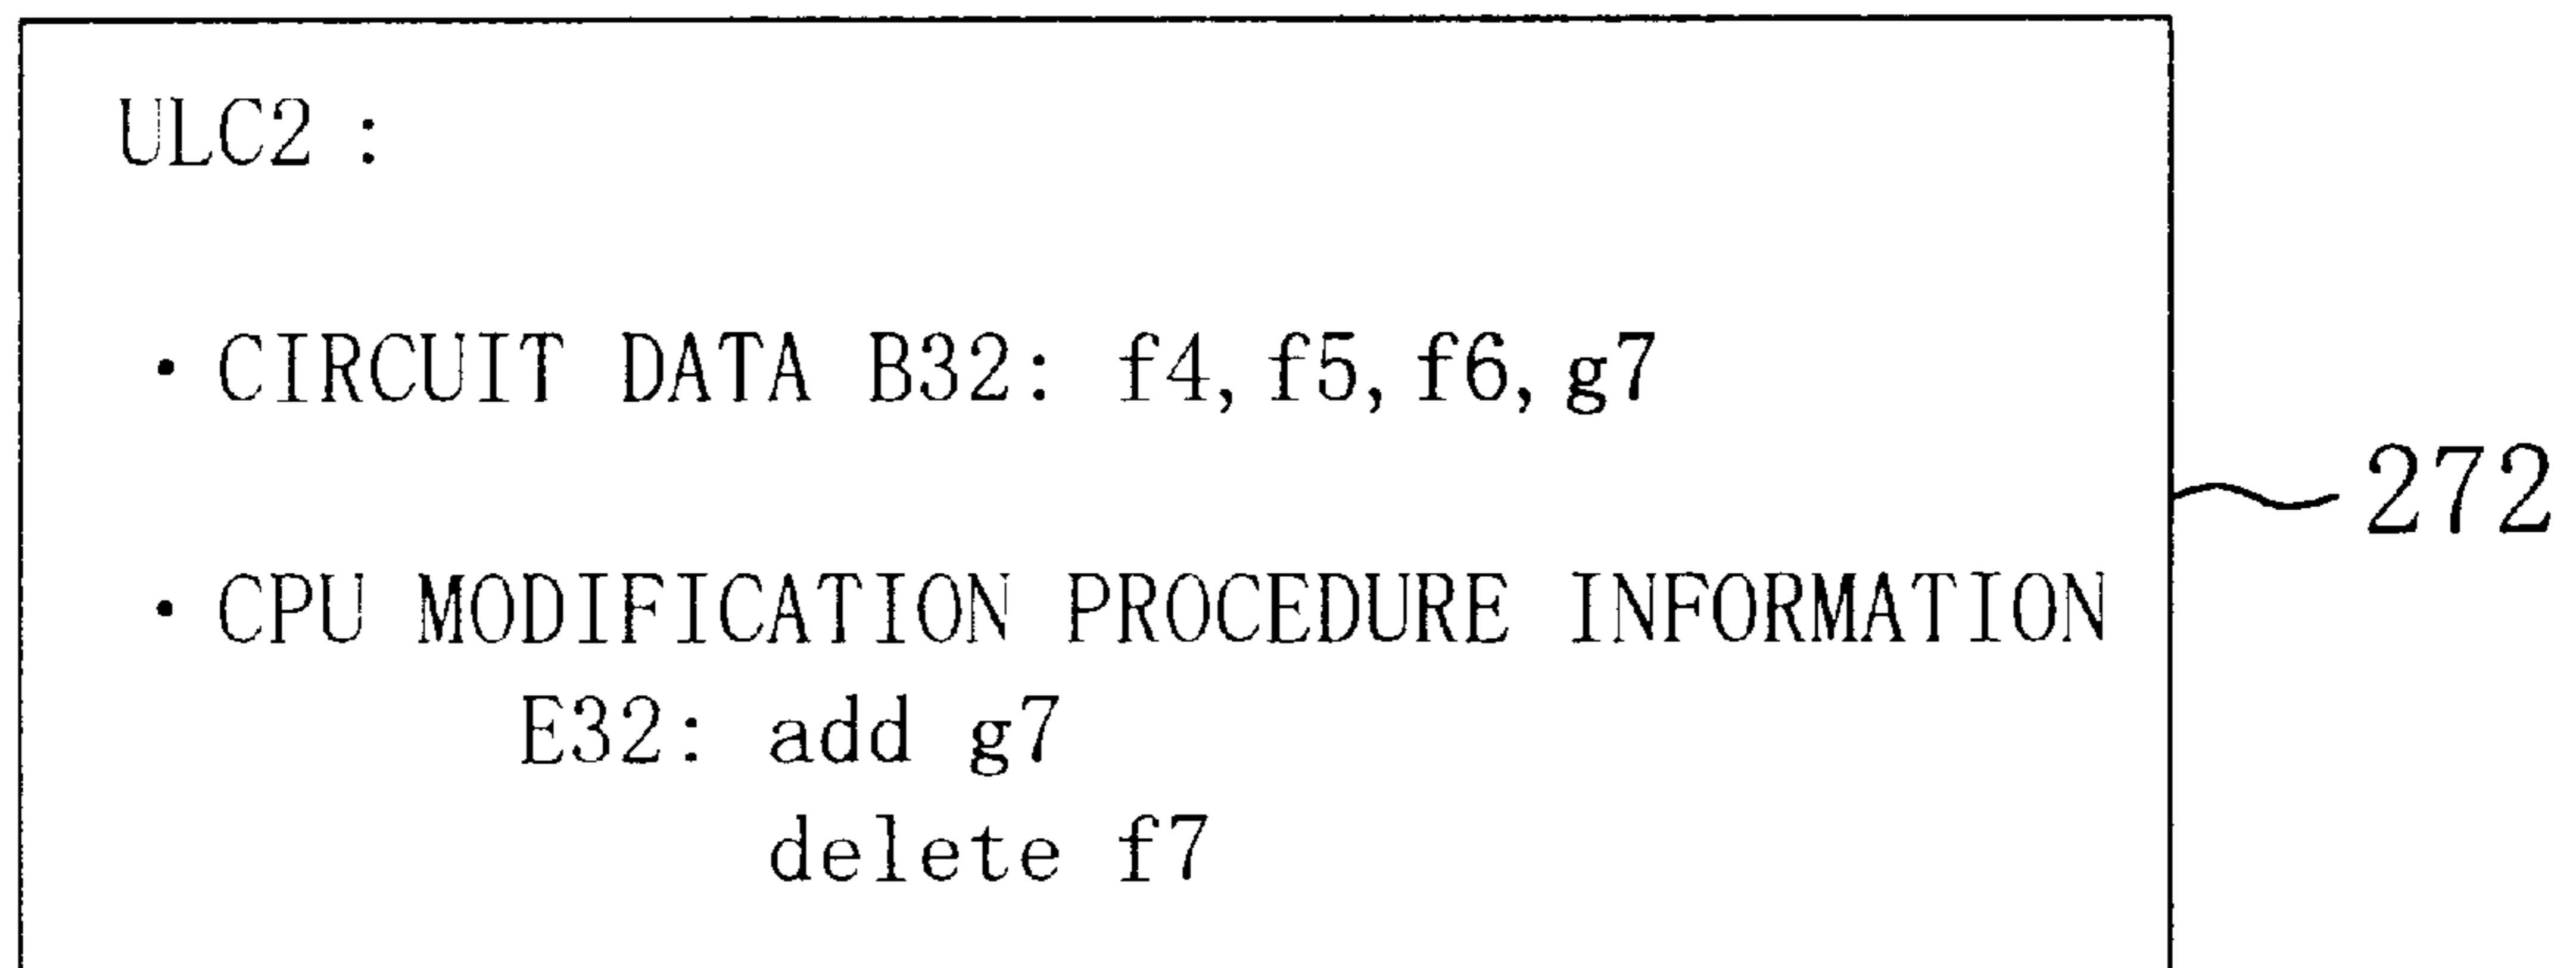 ULC2 :
・CIRCUIT DATA B32: f4, f5, f6, g7
272
・CPU MODIFICATION PROCEDURE INFORMATION
E32: add g7
delete f7